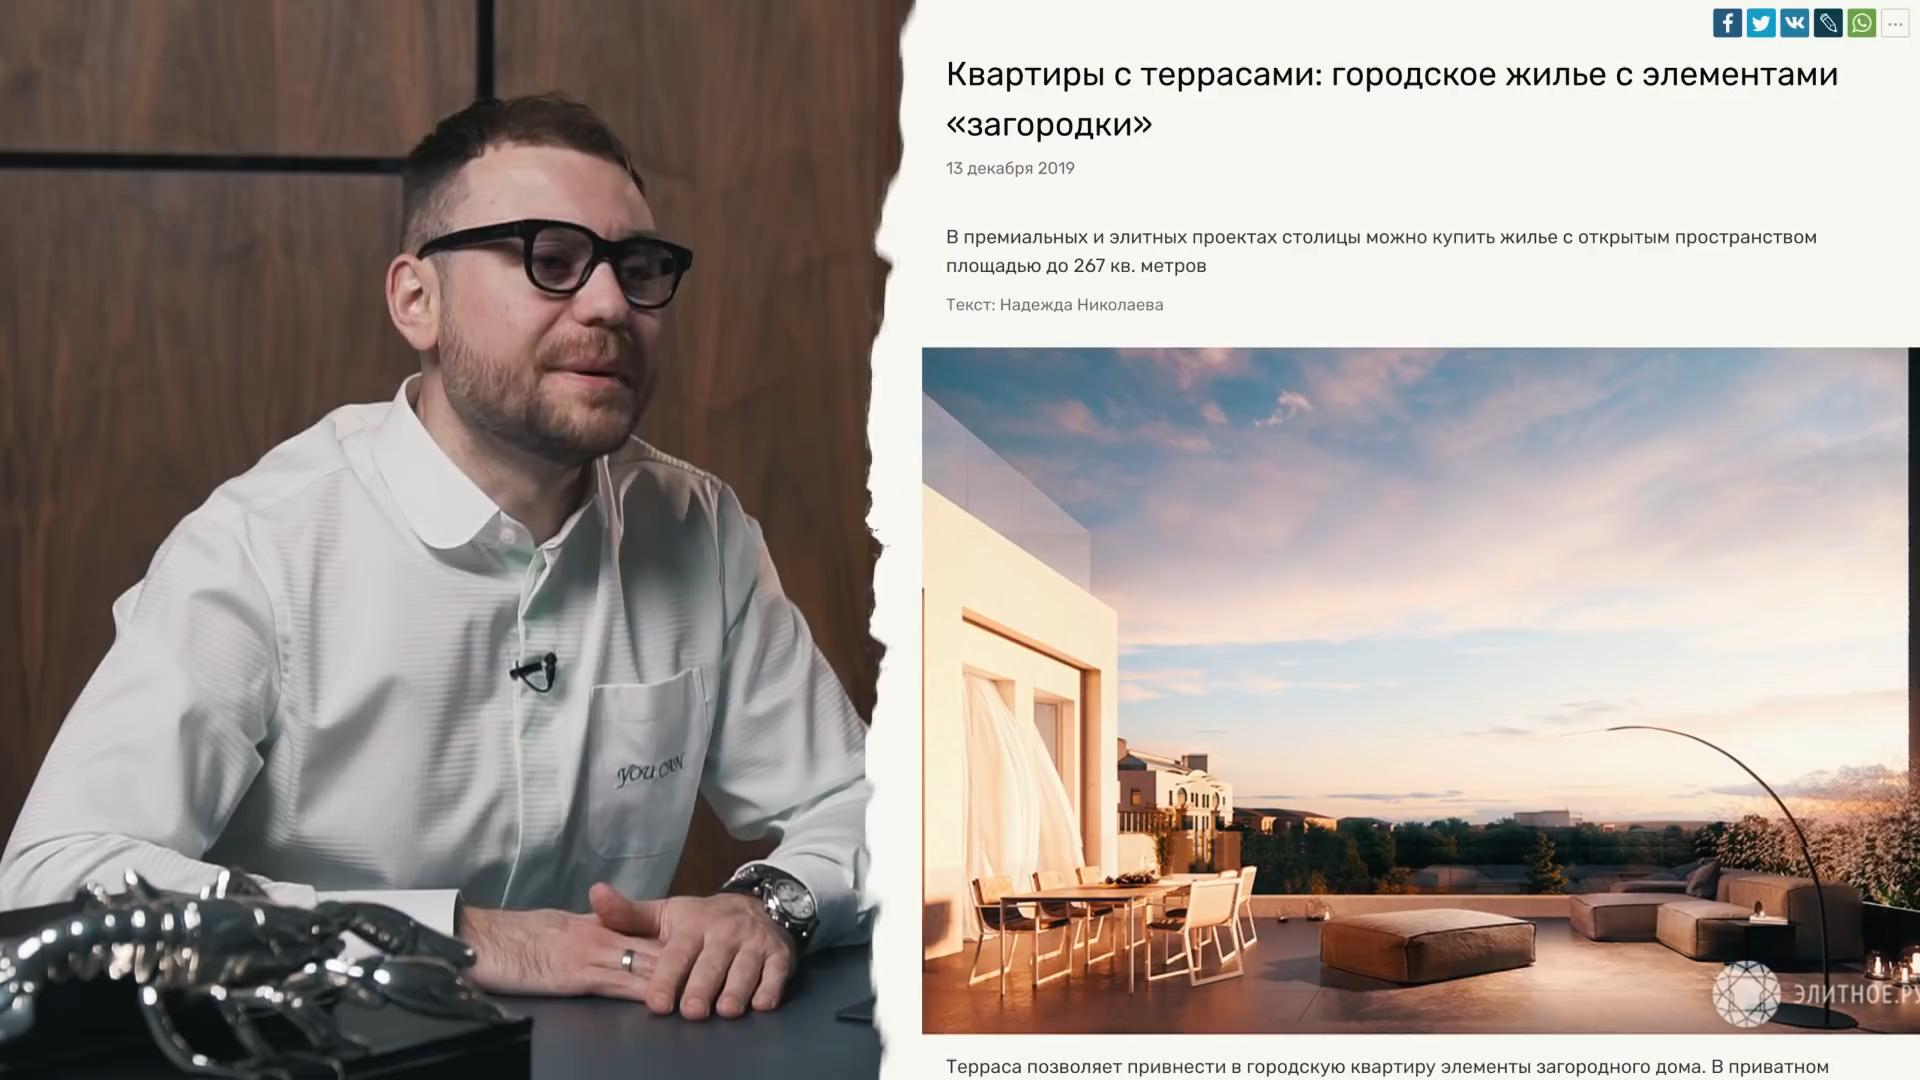 Квартиры с террасами: городское жилье с элементами
«загородки»
13 декабря 2019
В премиальных и элитных проектах столицы можно купить жилье с открытым пространством
площадью до 267 кв. метров
Текст: Надежда Николаева
YOU CAN
ЭЛИТНОЕ.РУ
Терраса позволяет привнести в городскую квартиру элементы загородного дома. В приватном